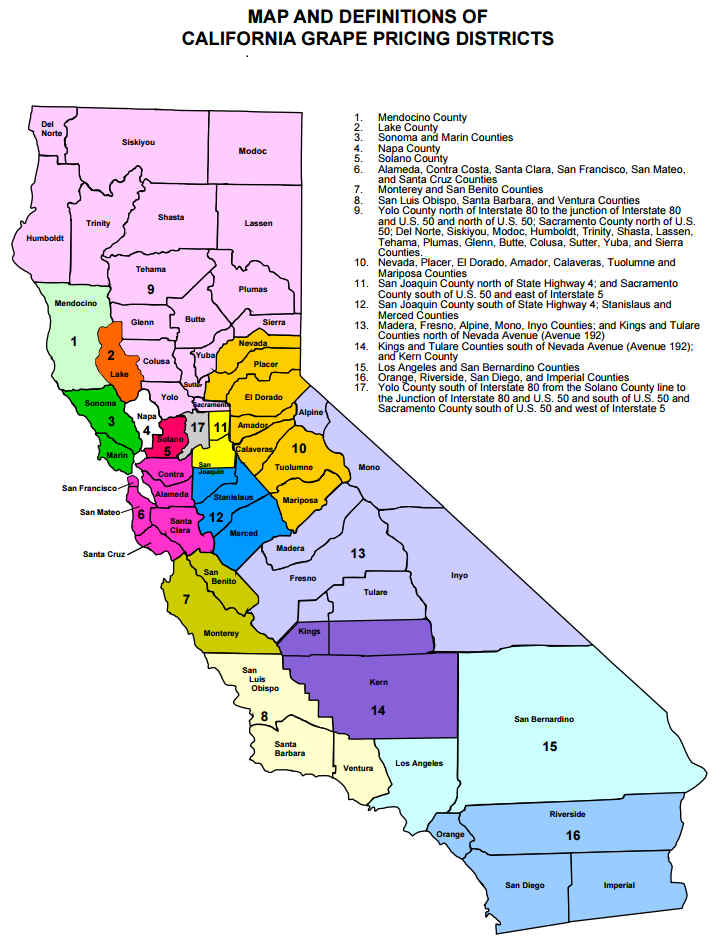 MAP AND DEFINITIONS OF
CALIFORNIA GRAPE PRICING DISTRICTS
1. Mendocino County
2. Lake County
3. Sonoma and Marin Counties
4. Napa County
5. Solano County
6. Alameda, Contra Costa, Santa Clara, San Francisco, San Mateo,
and Santa Cruz Counties
7. Monterey and San Benito Counties
8. San Luis Obispo, Santa Barbara, and Ventura Counties
9. Yolo County north of Interstate 80 to the junction of Interstate 80
and U.S. 50 and north of U.S. 50; Sacramento County north of U.S.
50; Del Norte, Siskiyou, Modoc, Humboldt, Trinity, Shasta, Lassen,
Tehama, Plumas, Glenn, Butte, Colusa, Sutter, Yuba, and Sierra
Counties.
10. Nevada, Placer, El Dorado, Amador, Calaveras, Tuolumne and
Mariposa Counties
11. San Joaquin County north of State Highway 4; and Sacramento
County south of U.S. 50 and east of Interstate 5
12. San Joaquin County south of State Highway 4; Stanislaus and
Merced Counties
13. Madera, Fresno, Alpine, Mono, Inyo Counties; and Kings and Tulare
Counties north of Nevada Avenue (Avenue 192)
14. Kings and Tulare Counties south of Nevada Avenue (Avenue 192);
and Kern County
15. Los Angeles and San Bernardino Counties
16. Orange, Riverside, San Diego, and Imperial Counties
17. Yolo County south of Interstate 80 from the Solano County line to
the Junction of Interstate 80 and U.S. 50 and south of U.S. 50 and
Sacramento County south of U.S. 50 and west of Interstate 5
Del
Norte
Siskiyou
Modoc
Humboldt
Trinity
Shasta
Lassen
Tehama
9
Plumas
Mendocino
1
Glenn
Butte
Sierra
2
Lake
Colusa
Yuba
Nevada
Placer
Sutter
Sonoma
3
Marin
Napa
4
Yolo
Sacramento
El Dorado
Solano
5
17
11
Amador
Alpine
Calaveras
10
Tuolumne
Mono
San
Joaquin
Contra
Alameda
San Francisco
San Mateo
6
Santa
Clara
Santa Cruz
Stanislaus
12
Merced
Mariposa
Madera
13
Fresno
Inyo
Tulare
San
Benito
7
Monterey
Kings
Kern
14
San
Luis
Obispo
8
Santa
Barbara
Ventura
Los Angeles
San Bernardino
15
Riverside
16
Orange
San Diego
Imperial